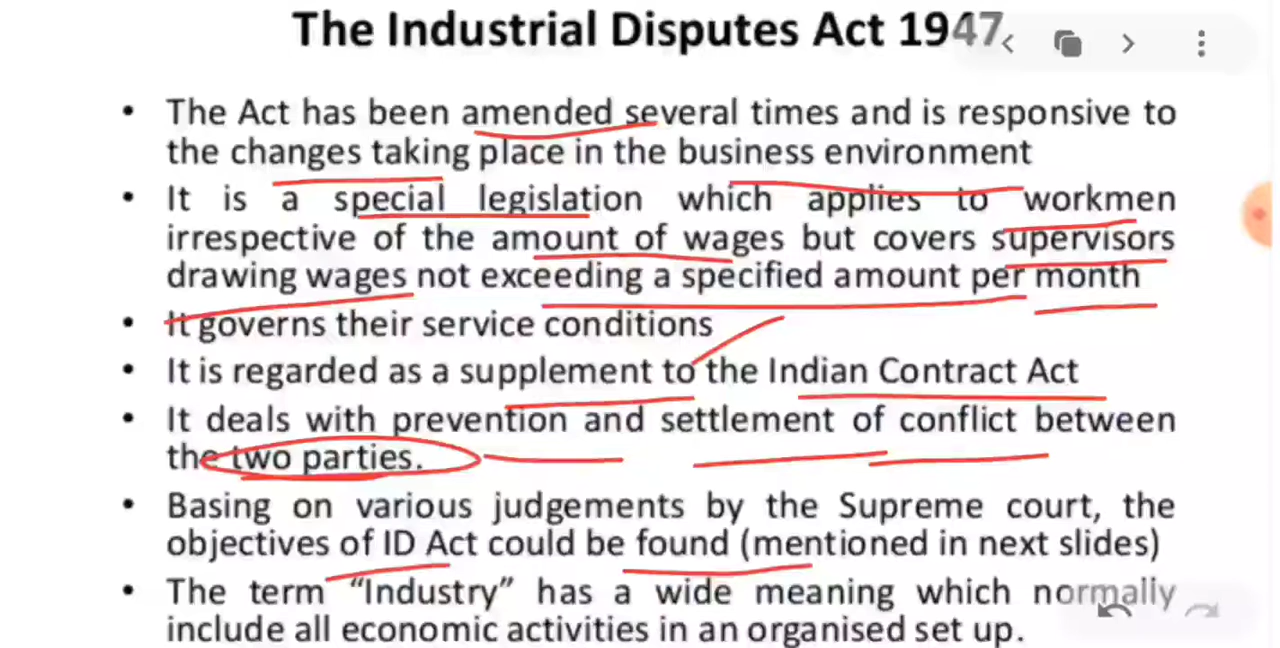 The Industrial Disputes Act 1947
• The Act has been amended several times and is responsive to
the changes taking place in the business environment
• It is a special legislation which applies to workmen
irrespective of the amount of wages but covers supervisors
drawing wages not exceeding a specified amount per month
• It governs their service conditions
• It is regarded as a supplement to the Indian Contract Act
• It deals with prevention and settlement of conflict between
the two parties.
• Basing on various judgements by the Supreme court, the
objectives of ID Act could be found (mentioned in next slides)
• The term “Industry” has a wide meaning which normally
include all economic activities in an organised set up.